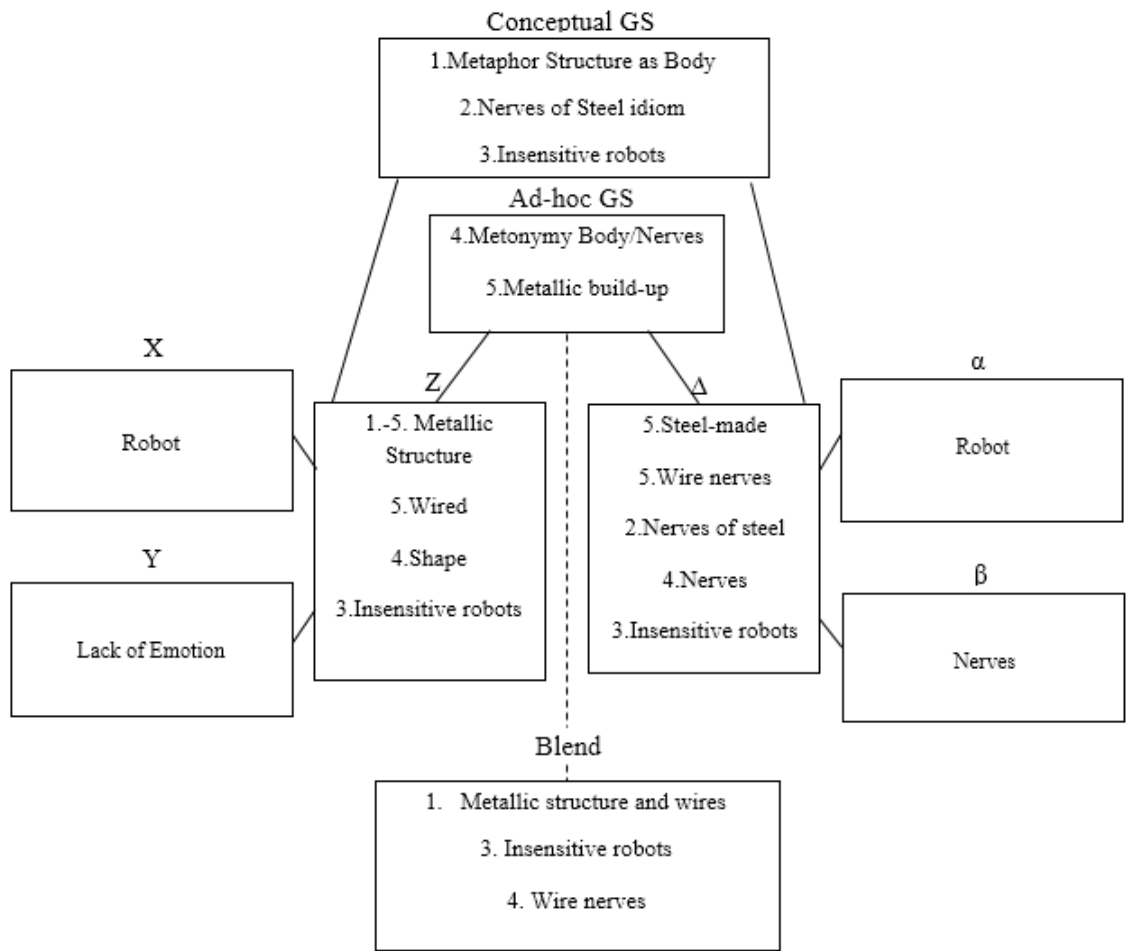 Conceptual GS
1.Metaphor Structure as Body
2.Nerves of Steel idiom
3.Insensitive robots
Ad-hoc GS
4.Metonymy Body/Nerves
5.Metallic build-up
X
Robot
Y
Lack of Emotion
Z
1.-5. Metallic
Structure
5.Wired
4.Shape
3.Insensitive robots
Δ
5.Steel-made
5.Wire nerves
2.Nerves of steel
4.Nerves
3.Insensitive robots
α
Robot
β
Nerves
Blend
1. Metallic structure and wires
3. Insensitive robots
4. Wire nerves